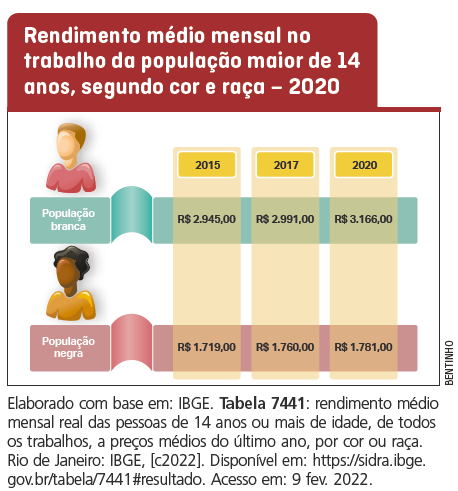 Rendimento médio mensal no
trabalho da população maior de 14
anos, segundo cor e raça – 2020
2015 2017 2020
População
branca
R$ 2.945,00 R$ 2.991,00 R$ 3.166,00
População
negra
R$ 1.719,00 R$ 1.760,00 R$ 1.781,00
BENTINHO
Elaborado com base em: IBGE. Tabela 7441: rendimento médio
mensal real das pessoas de 14 anos ou mais de idade, de todos
os trabalhos, a preços médios do último ano, por cor ou raça.
Rio de Janeiro: IBGE, [c2022]. Disponível em: https://sidra.ibge.
gov.br/tabela/7441#resultado. Acesso em: 9 fev. 2022.